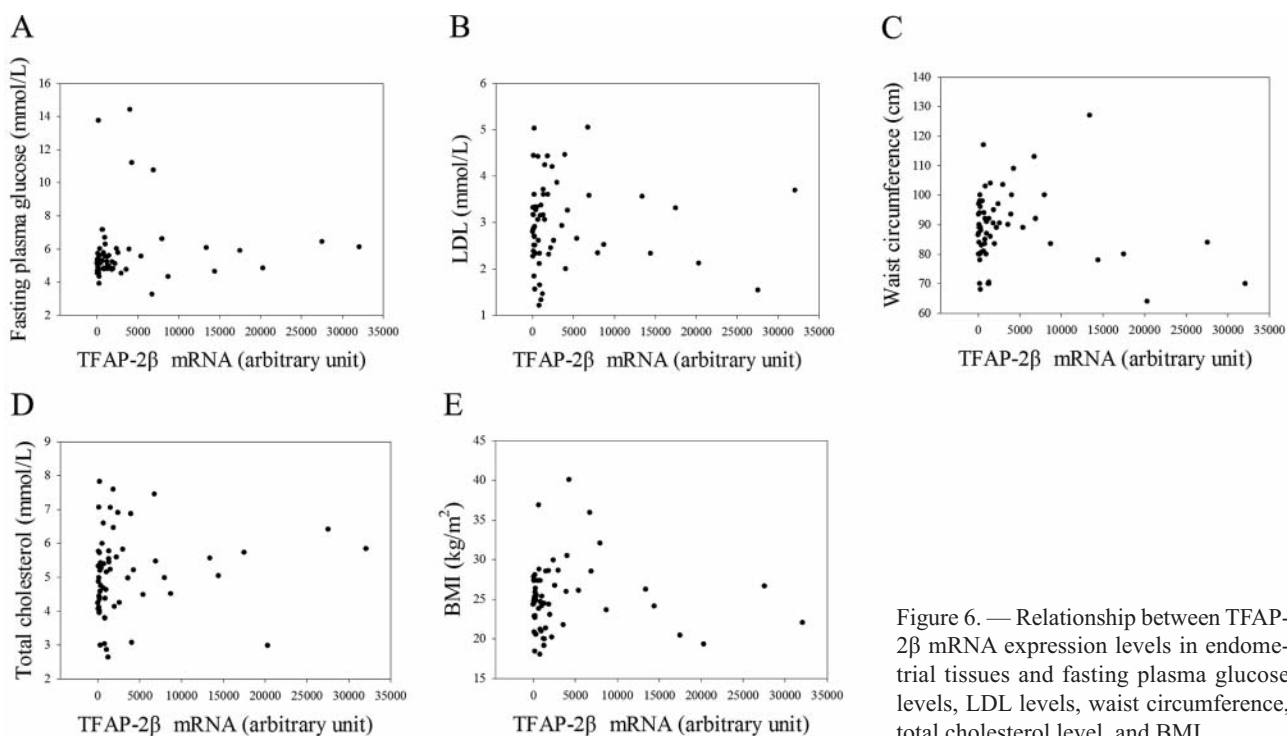 A
Fasting plasma glucose (mmol/L)
16
14
12
10
8
6
4
2
0 5000 10000 15000 20000 25000 30000 35000
TFAP-2β mRNA (arbitrary unit)
B
LDL (mmol/L)
6
5
4
3
2
1
0 5000 10000 15000 20000 25000 30000 35000
TFAP-2β mRNA (arbitrary unit)
C
Waist circumference (cm)
140
130
120
110
100
90
80
70
60
0 5000 10000 15000 20000 25000 30000 35000
TFAP-2β mRNA (arbitrary unit)
D
Total cholesterol (mmol/L)
9
8
7
6
5
4
3
2
0 5000 10000 15000 20000 25000 30000 35000
TFAP-2β mRNA (arbitrary unit)
E
BMI (kg/m²)
45
40
35
30
25
20
15
0 5000 10000 15000 20000 25000 30000 35000
TFAP-2β mRNA (arbitrary unit)
Figure 6. — Relationship between TFAP-
2β mRNA expression levels in endome-
trial tissues and fasting plasma glucose
levels, LDL levels, waist circumference,
total cholesterol level, and BMI.